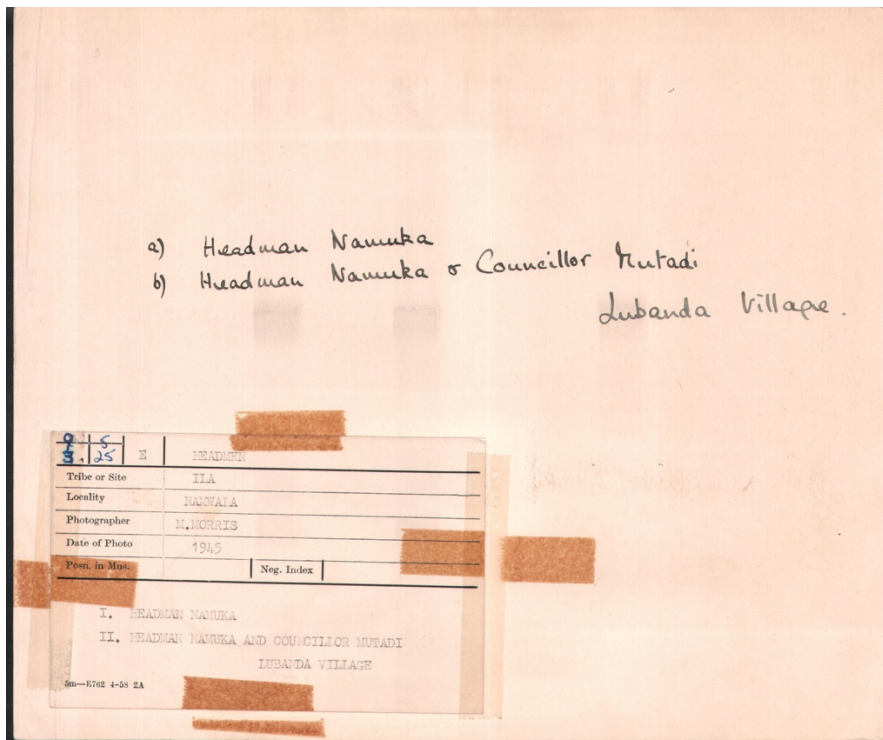 a) Headman Namuka
b) Headman Namuka & Councillor Mutadi
Lubanda Village.
5
3. 25 E HEADMEN
Tribe or Site ILA
Locality NAMWALA
Photographer M.MORRIS
Date of Photo 1945
Posn. in Mus. Neg. Index
I. HEADMAN NAMUKA
II. HEADMAN NAMUKA AND COUNCILLOR MUTADI
LUBANDA VILLAGE
5m—E762 4-58 2A